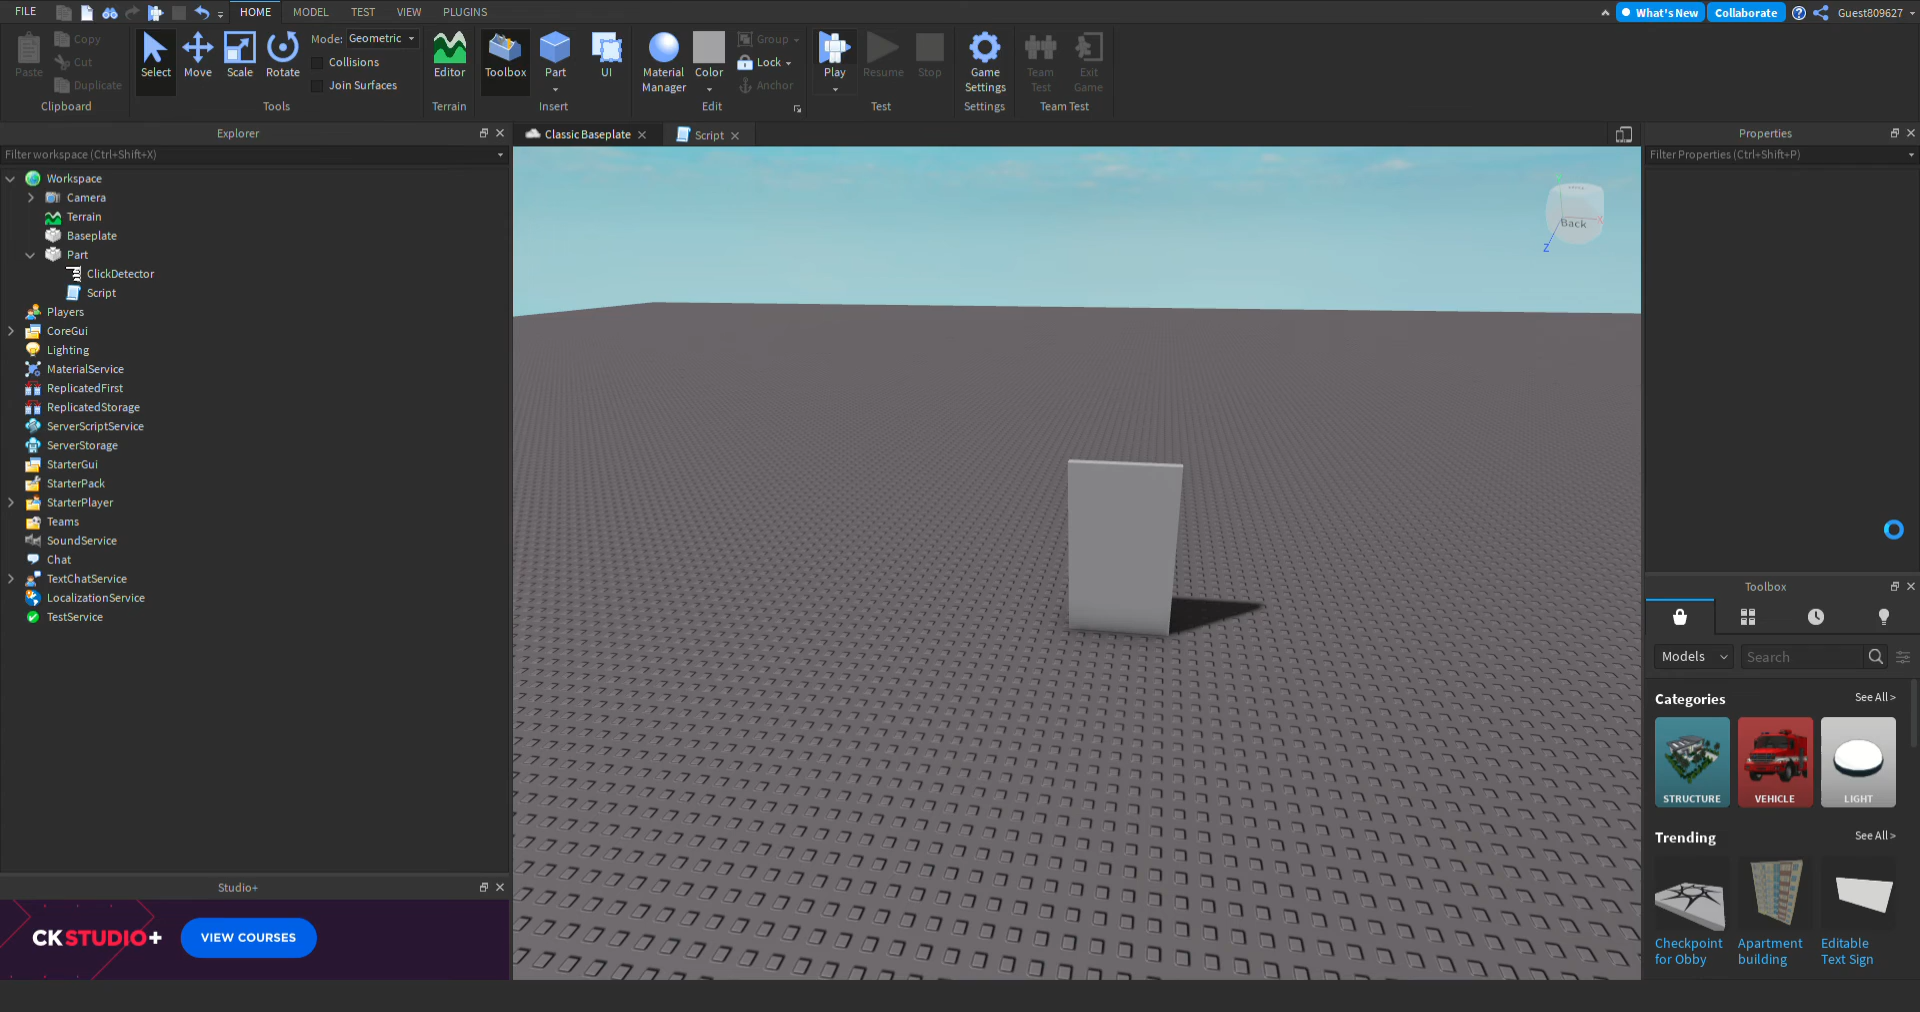 FILE
HOME
MODEL
TEST
VIEW
PLUGINS
What's New
Collaborate
Guest809627
Paste
Copy
Cut
Duplicate
Clipboard
Select
Move
Scale
Rotate
Mode: Geometric
Collisions
Join Surfaces
Tools
Editor
Terrain
Toolbox
Part
UI
Insert
Material
Manager
Color
Group
Lock
Anchor
Edit
Play
Resume
Stop
Test
Game
Settings
Settings
Team
Test
Exit
Game
Team Test
Explorer
Filter workspace (Ctrl+Shift+X)
Workspace
Camera
Terrain
Baseplate
Part
ClickDetector
Script
Players
CoreGui
Lighting
MaterialService
ReplicatedFirst
ReplicatedStorage
ServerScriptService
ServerStorage
StarterGui
StarterPack
StarterPlayer
Teams
SoundService
Chat
TextChatService
LocalizationService
TestService
Studio+
CKSTUDIO+
VIEW COURSES
Classic Baseplate
Script
Back
X
Z
Properties
Filter Properties (Ctrl+Shift+P)
Toolbox
Models
Search
Categories
See All >
STRUCTURE
VEHICLE
LIGHT
Trending
See All >
Checkpoint
for Obby
Apartment
building
Editable
Text Sign